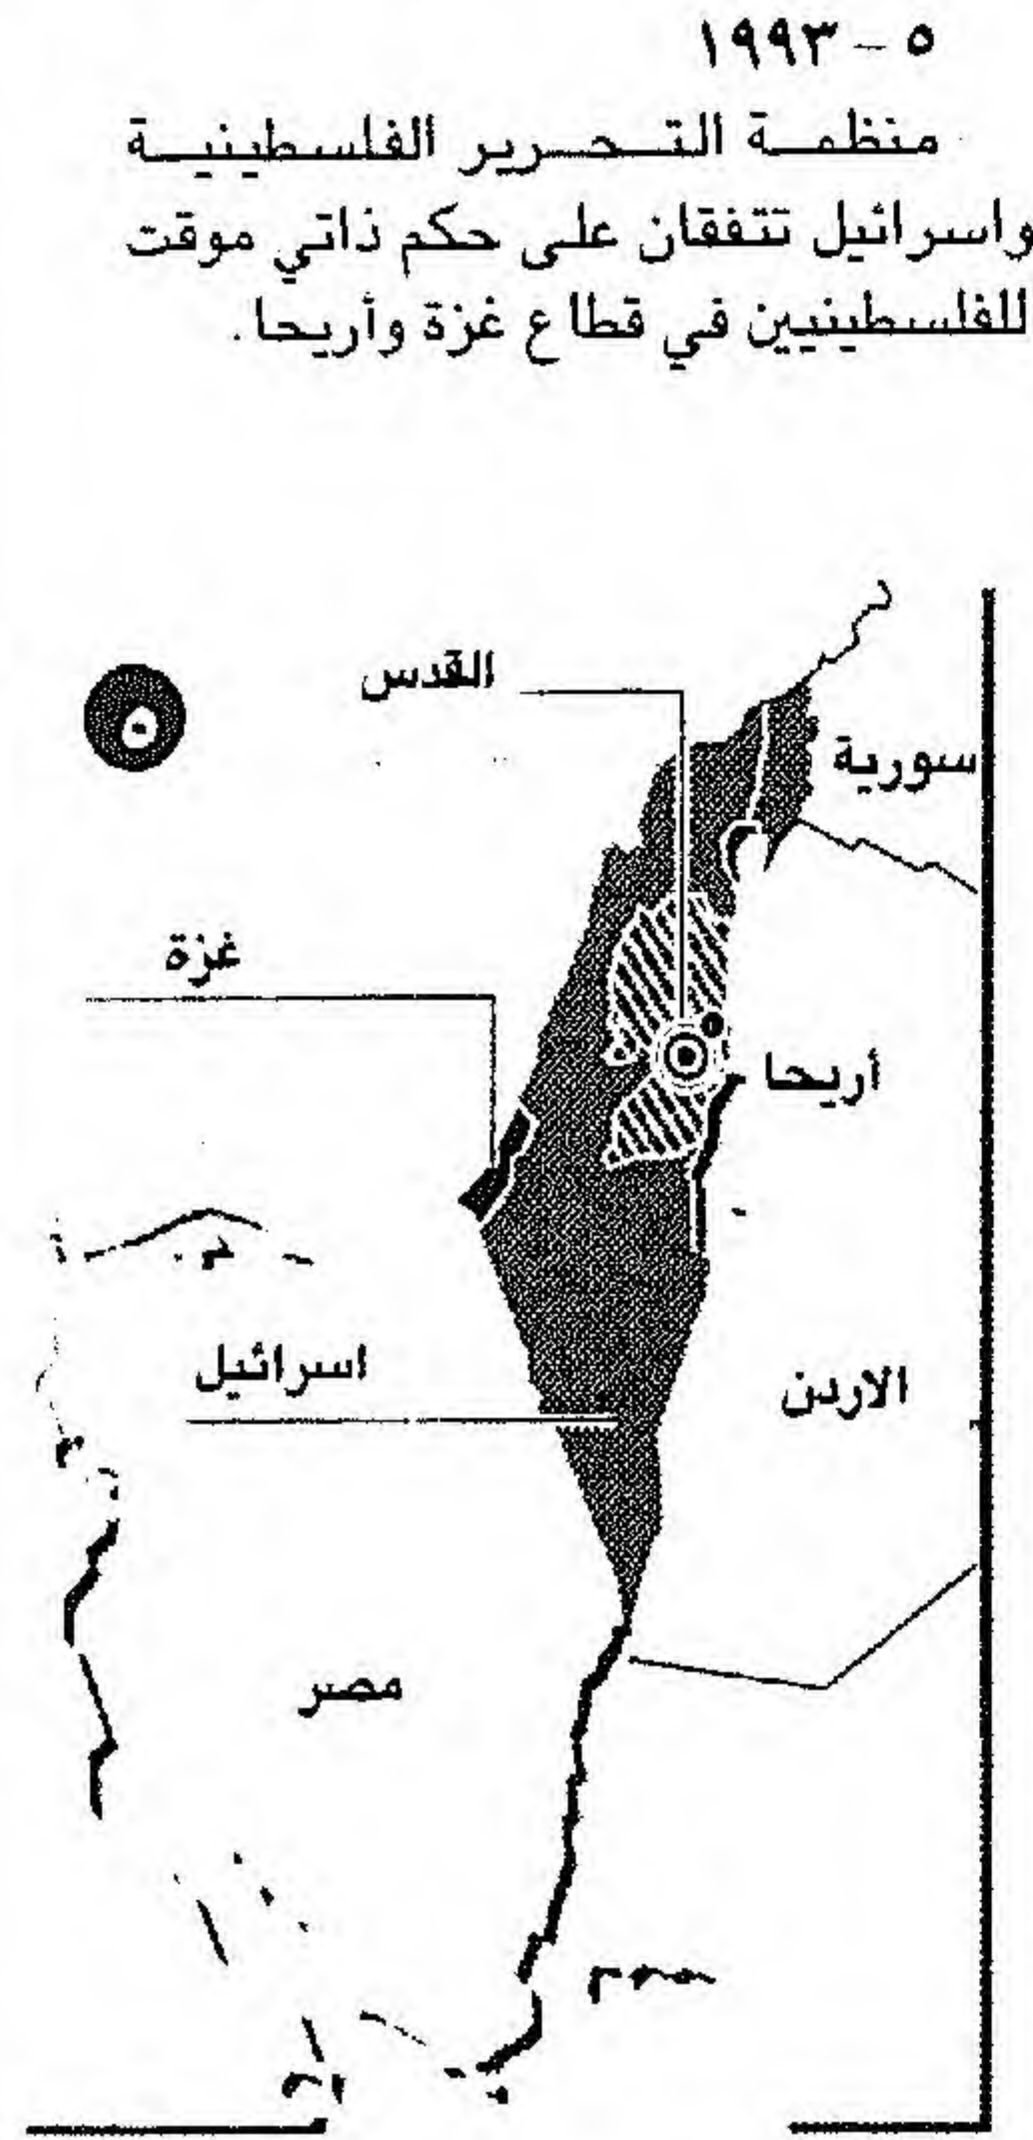 ٥ – ١٩٩٣
منظمة التحرير الفلسطينية
واسرائيل تتفقان على حكم ذاتي موقت
للفلسطينيين في قطاع غزة وأريحا.
القدس
٥
سورية
غزة
أريحا
اسرائيل
الاردن
مصر